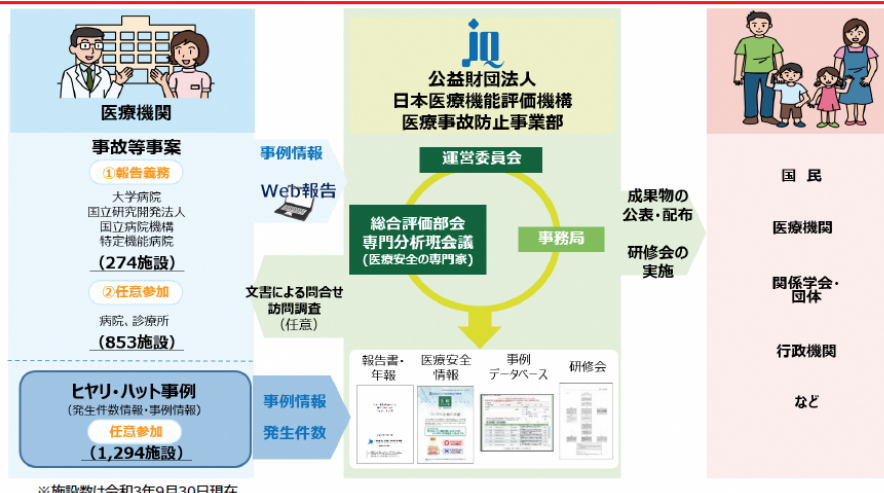 医療機関
事故等事案
①報告義務
大学病院
国立研究開発法人
国立病院機構
特定機能病院
(274施設)
②任意参加
病院、診療所
(853施設)
ヒヤリ・ハット事例
(発生件数情報・事例情報)
任意参加
(1,294施設)
※施設数は令和3年9月30日現在
事例情報
Web報告
文書による問合せ
訪問調査
(任意)
事例情報
発生件数
jQ
公益財団法人
日本医療機能評価機構
医療事故防止事業部
運営委員会
総合評価部会
専門分析班会議
(医療安全の専門家)
事務局
報告書・
年報
医療安全
情報
事例
データベース
研修会
成果物の
公表・配布
研修会の
実施
国 民
医療機関
関係学会・
団体
行政機関
など